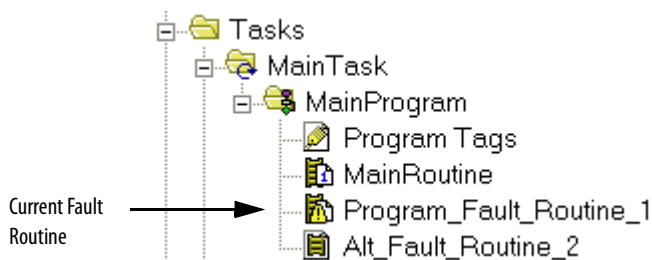 Tasks
MainTask
MainProgram
Program Tags
MainRoutine
Current Fault
Routine
Program_Fault_Routine_1
Alt_Fault_Routine_2